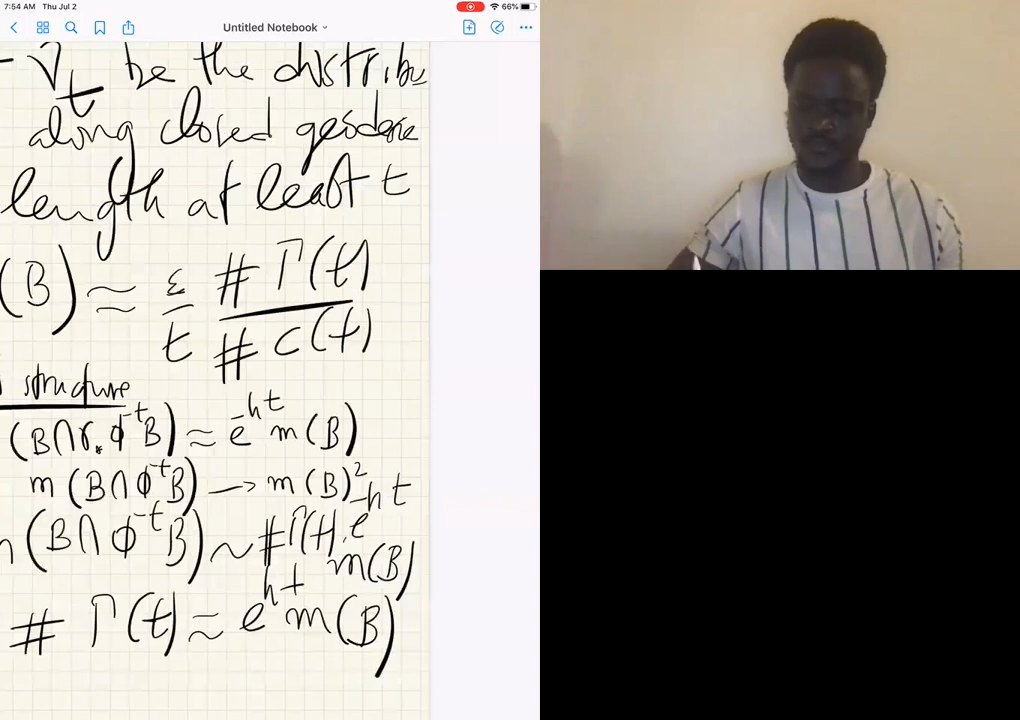 7:54 AM Thu Jul 2
66%
Untitled Notebook
ν_t be the distribu
along closed geodesic
length at least t
(B) ≈ ε/t # Γ(t) / # C(t)
structure
(B∩γ.ϕ^{-t}B) ≈ e^{-ht} m(B)
m(B∩ϕ^{-t}B) → m(B)^2
(B∩ϕ^{-t}B) ~ #Γ(t).e^{-ht} m(B)
# Γ(t) ≈ e^{ht} m(B)